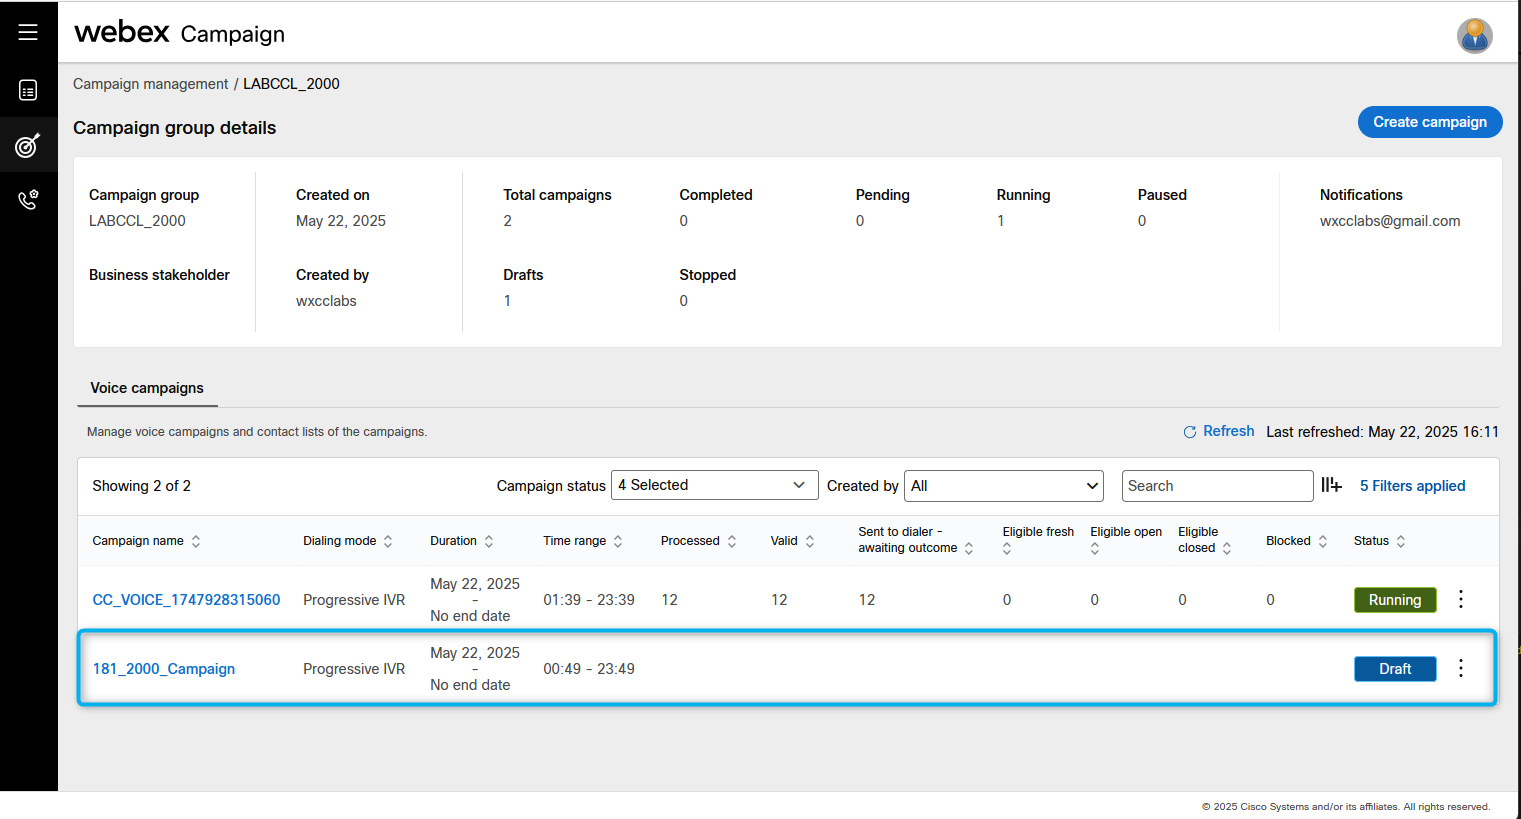 webex Campaign
Campaign management / LABCCL_2000
Campaign group details
Create campaign
Campaign group
LABCCL_2000
Created on
May 22, 2025
Total campaigns
2
Completed
0
Pending
0
Running
1
Paused
0
Notifications
wxcclabs@gmail.com
Business stakeholder
Created by
wxcclabs
Drafts
1
Stopped
0
Voice campaigns
Manage voice campaigns and contact lists of the campaigns.
Refresh
Last refreshed: May 22, 2025 16:11
Showing 2 of 2
Campaign status
4 Selected
Created by
All
Search
5 Filters applied
Campaign name
Dialing mode
Duration
Time range
Processed
Valid
Sent to dialer -
awaiting outcome
Eligible fresh
Eligible open
Eligible
closed
Blocked
Status
CC_VOICE_1747928315060
Progressive IVR
May 22, 2025
-
No end date
01:39 - 23:39
12
12
12
0
0
0
0
Running
181_2000_Campaign
Progressive IVR
May 22, 2025
-
No end date
00:49 - 23:49
Draft
© 2025 Cisco Systems and/or its affiliates. All rights reserved.